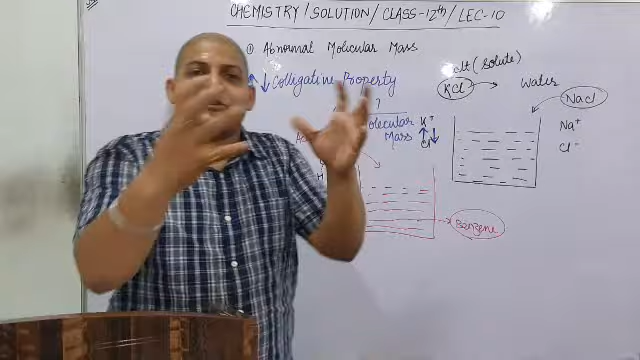 CHEMISTRY/SOLUTION/CLASS-12th/LEC-10
① Abnormal Molecular Mass
Colligative Property
?
Molecular
Mass
K+
Cl-
(Solute)
KCl
Water
NaCl
Na+
Cl-
Benzene